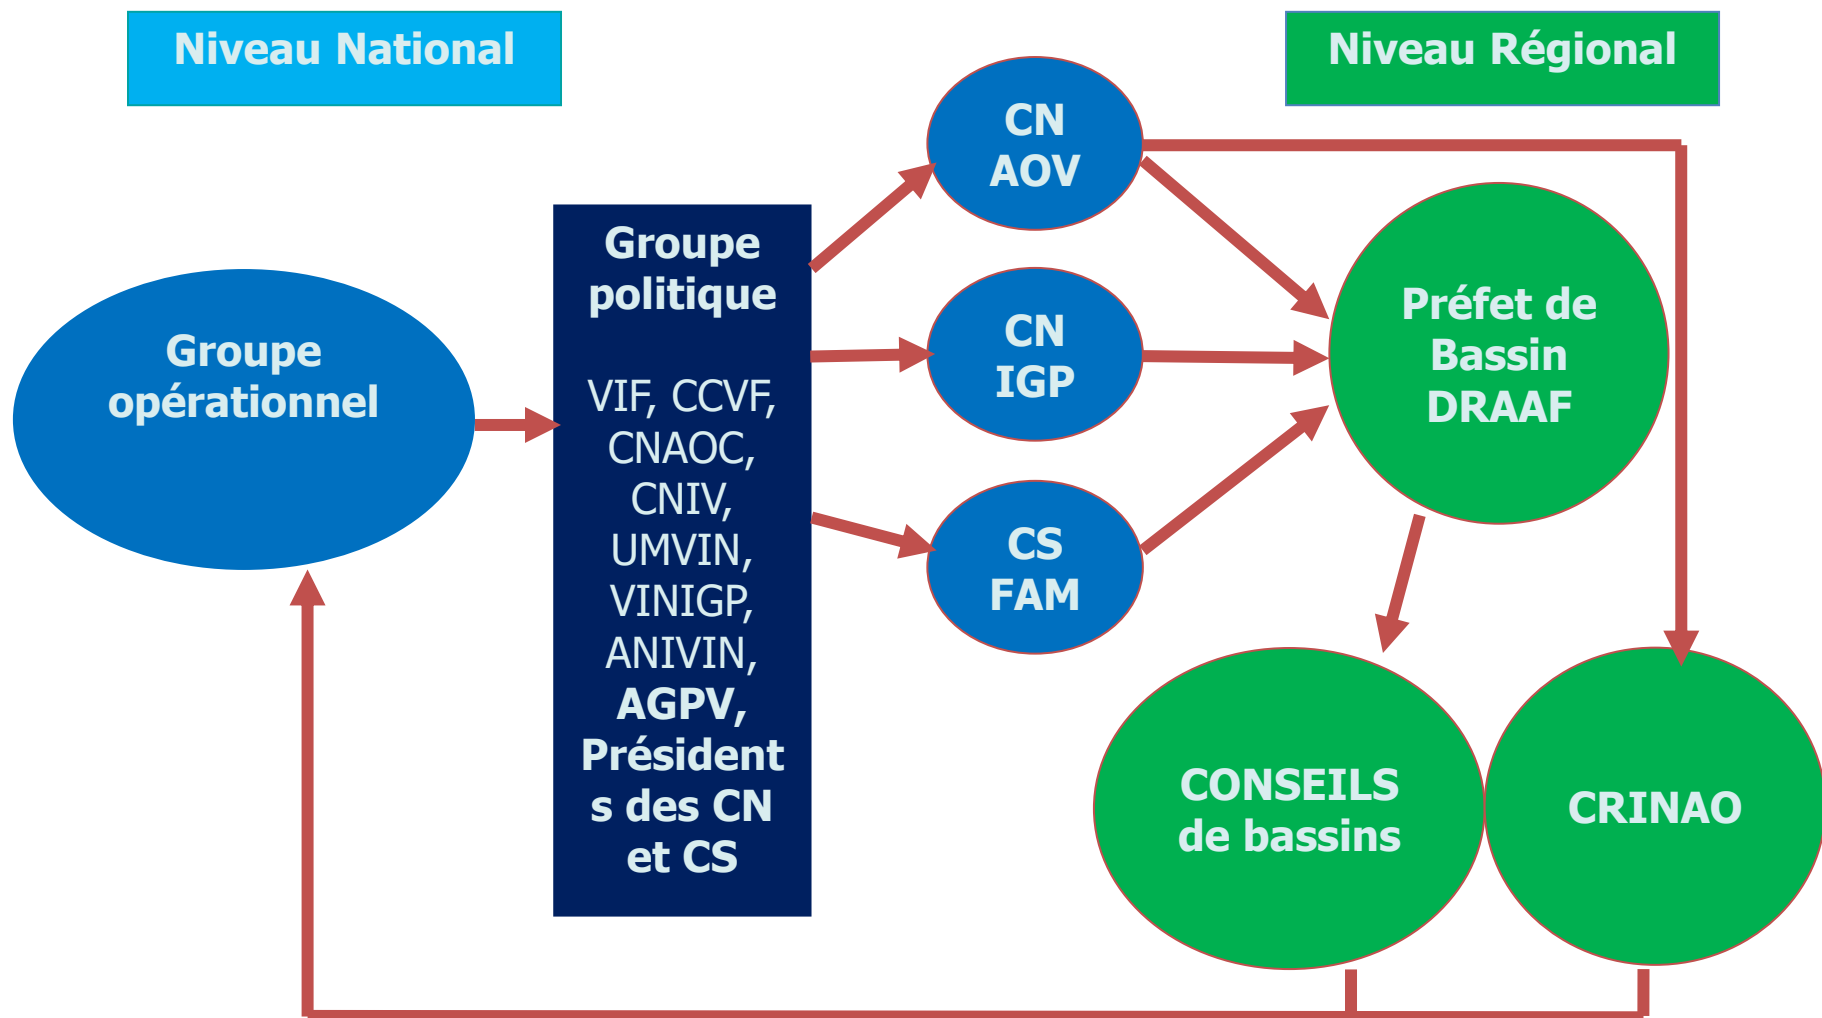 Niveau National
Niveau Régional
Groupe
opérationnel
Groupe
politique
VIF, CCVF,
CNAOC,
CNIV,
UMVIN,
VINIGP,
ANIVIN,
AGPV,
Président
s des CN
et CS
CN
AOV
CN
IGP
CS
FAM
Préfet de
Bassin
DRAAF
CONSEILS
de bassins
CRINAO